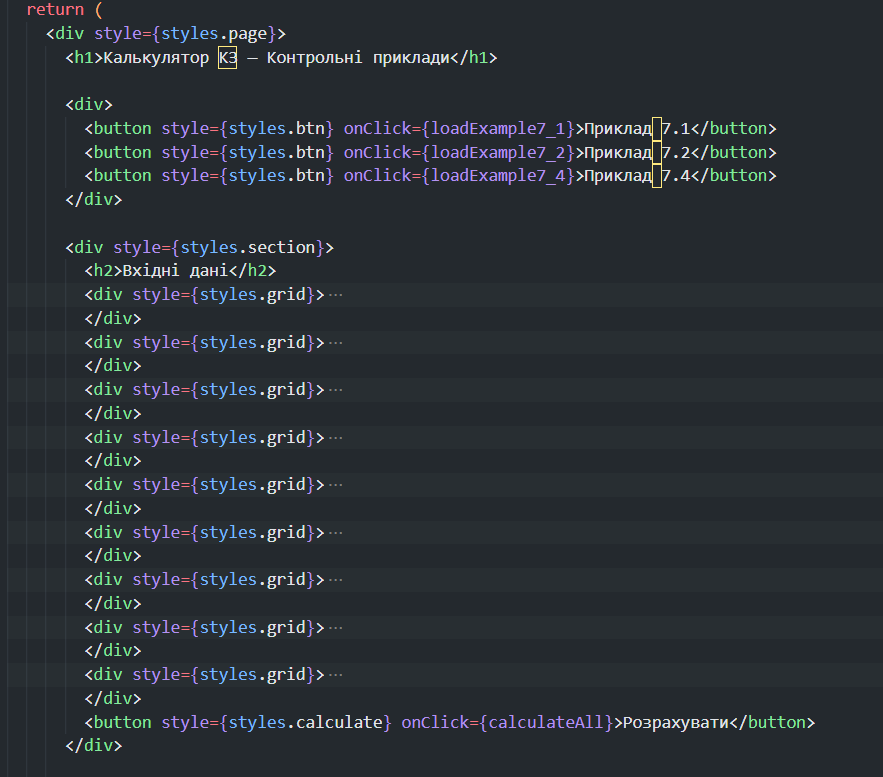 return (
<div style={styles.page}>
<h1>Калькулятор КЗ — Контрольні приклади</h1>
<div>
<button style={styles.btn} onClick={loadExample7_1}>Приклад 7.1</button>
<button style={styles.btn} onClick={loadExample7_2}>Приклад 7.2</button>
<button style={styles.btn} onClick={loadExample7_4}>Приклад 7.4</button>
</div>
<div style={styles.section}>
<h2>Вхідні дані</h2>
<div style={styles.grid}>···
</div>
<div style={styles.grid}>···
</div>
<div style={styles.grid}>···
</div>
<div style={styles.grid}>···
</div>
<div style={styles.grid}>···
</div>
<div style={styles.grid}>···
</div>
<div style={styles.grid}>···
</div>
<div style={styles.grid}>···
</div>
<div style={styles.grid}>···
</div>
<button style={styles.calculate} onClick={calculateAll}>Розрахувати</button>
</div>